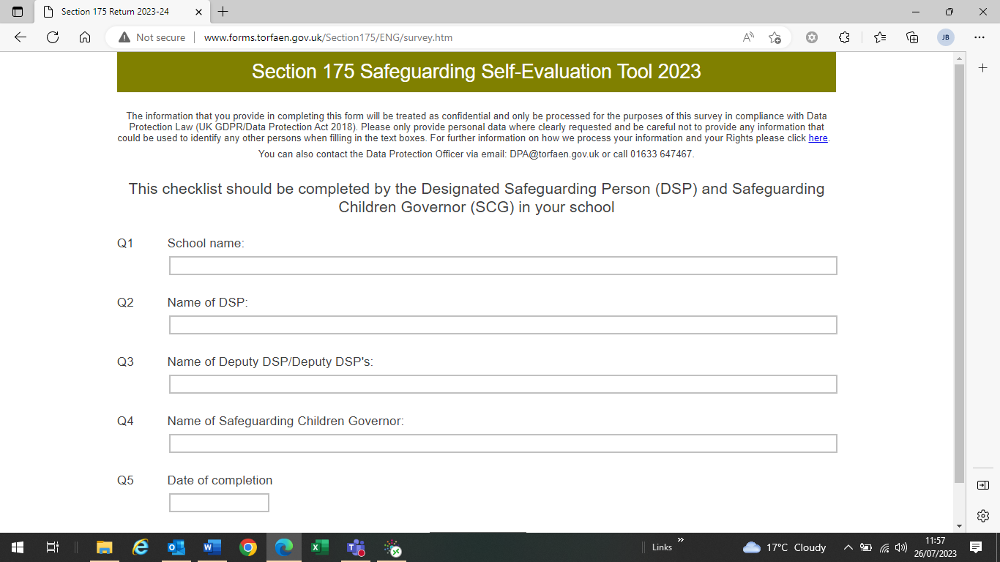 Section 175 Return 2023-24
Not secure
www.forms.torfaen.gov.uk/Section175/ENG/survey.htm
JB
Section 175 Safeguarding Self-Evaluation Tool 2023
The information that you provide in completing this form will be treated as confidential and only be processed for the purposes of this survey in compliance with Data
Protection Law (UK GDPR/Data Protection Act 2018). Please only provide personal data where clearly requested and be careful not to provide any information that
could be used to identify any other persons when filling in the text boxes. For further information on how we process your information and your Rights please click here.
You can also contact the Data Protection Officer via email: DPA@torfaen.gov.uk or call 01633 647467.
This checklist should be completed by the Designated Safeguarding Person (DSP) and Safeguarding
Children Governor (SCG) in your school
Q1 School name:
Q2 Name of DSP:
Q3 Name of Deputy DSP/Deputy DSP's:
Q4 Name of Safeguarding Children Governor:
Q5 Date of completion
Links
17°C Cloudy
11:57
26/07/2023